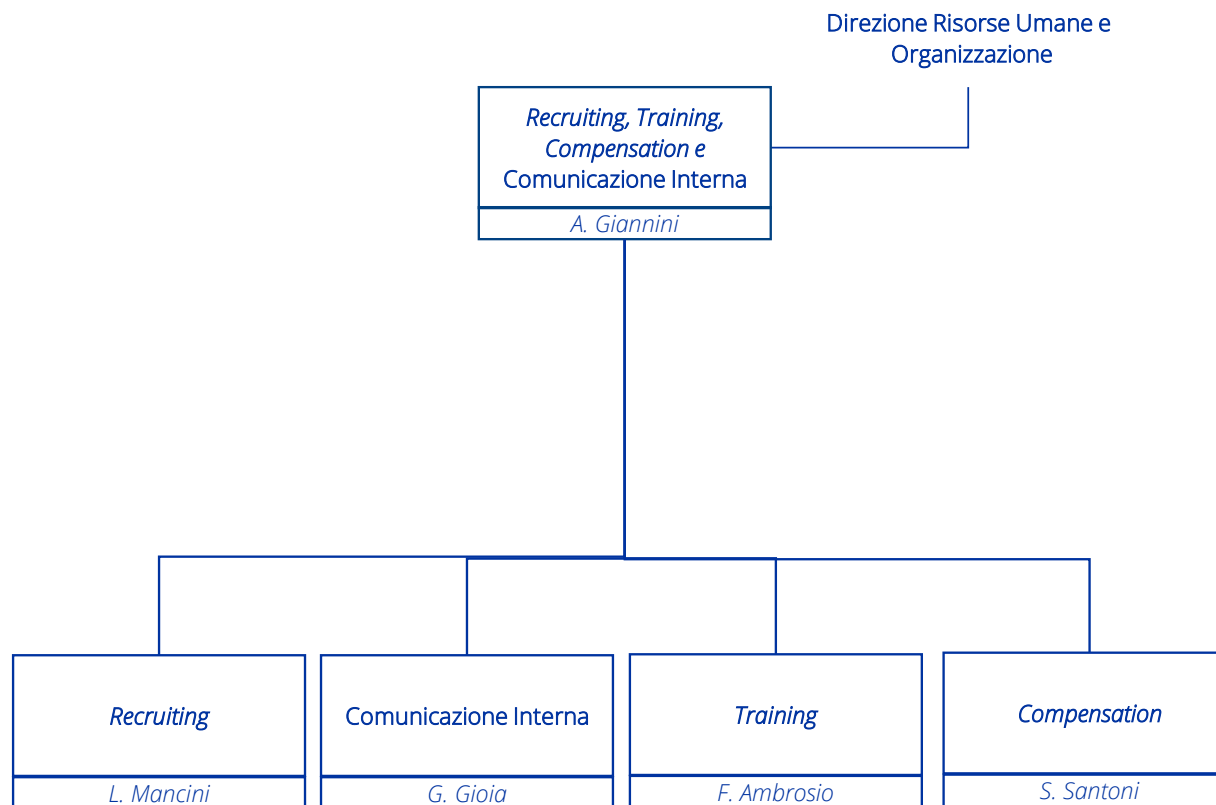 Direzione Risorse Umane e
Organizzazione
Recruiting, Training,
Compensation e
Comunicazione Interna
A. Giannini
Recruiting
L. Mancini
Comunicazione Interna
G. Gioia
Training
F. Ambrosio
Compensation
S. Santoni